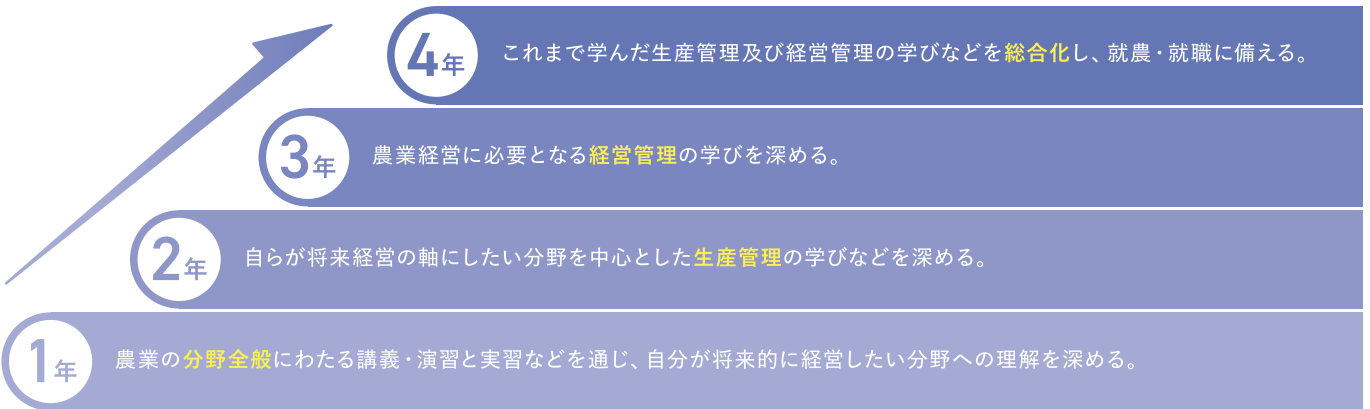 4年 これまで学んだ生産管理及び経営管理の学びなどを総合化し、就農・就職に備える。
3年 農業経営に必要となる経営管理の学びを深める。
2年 自らが将来経営の軸にしたい分野を中心とした生産管理の学びなどを深める。
1年 農業の分野全般にわたる講義・演習と実習などを通じ、自分が将来的に経営したい分野への理解を深める。